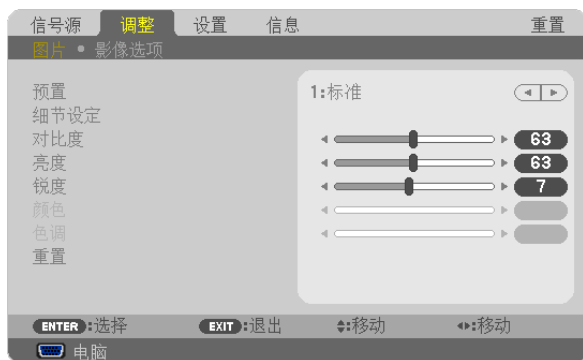 信号源 调整 设置 信息 重置
图片 • 影像选项
预置 1:标准
细节设定
对比度 63
亮度 63
锐度 7
颜色
色调
重置
ENTER:选择 EXIT:退出 :移动 :移动
电脑